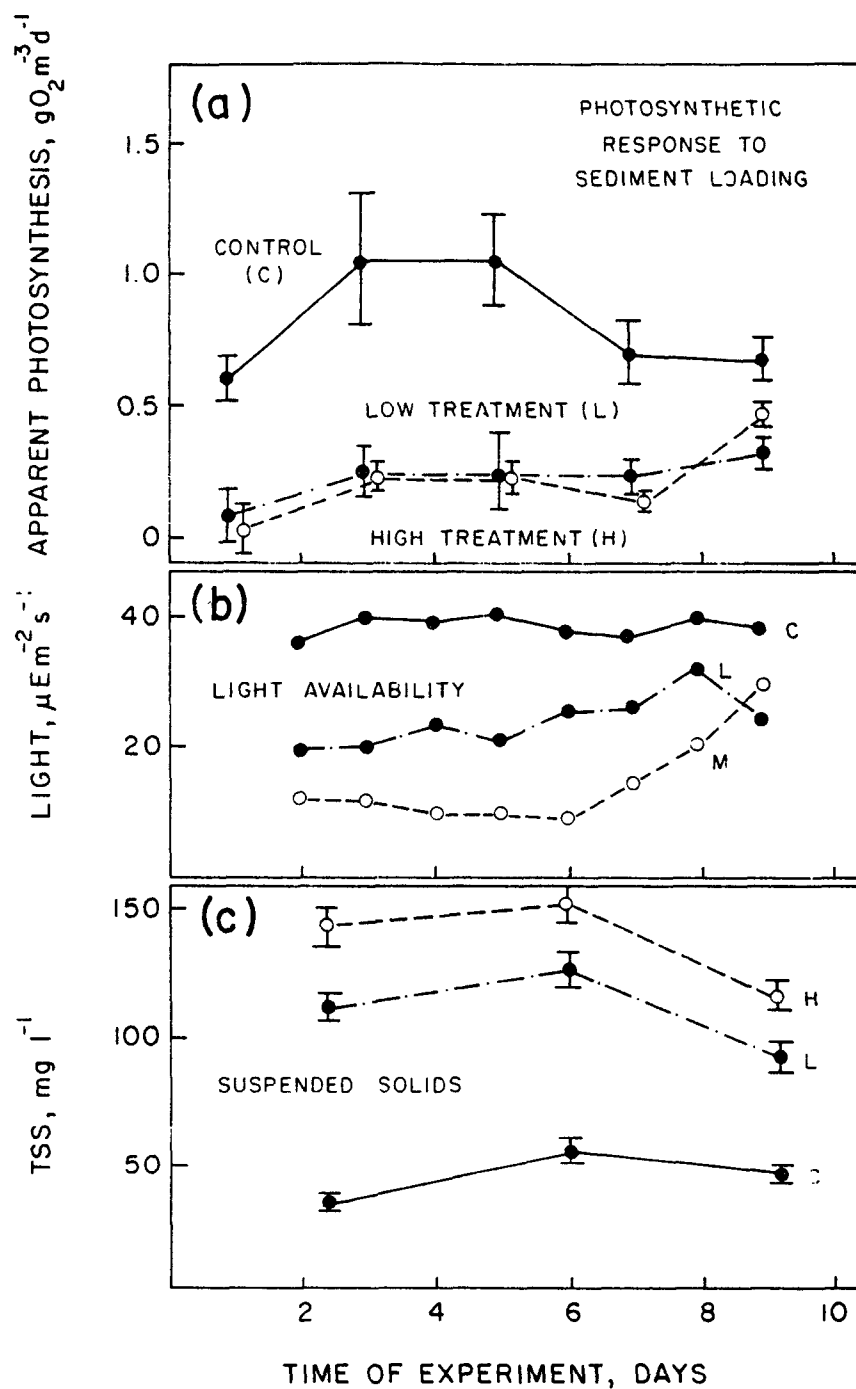 APPARENT PHOTOSYNTHESIS, gO2m-3d-1
(a)
PHOTOSYNTHETIC
RESPONSE TO
SEDIMENT LOADING
1.5
CONTROL
(C)
1.0
LOW TREATMENT (L)
0.5
HIGH TREATMENT (H)
0
LIGHT, μEm-2s-1
(b)
40
C
LIGHT AVAILABILITY
L
20
M
TSS, mg l-1
(c)
150
H
100
L
SUSPENDED SOLIDS
50
2 4 6 8 10
TIME OF EXPERIMENT, DAYS